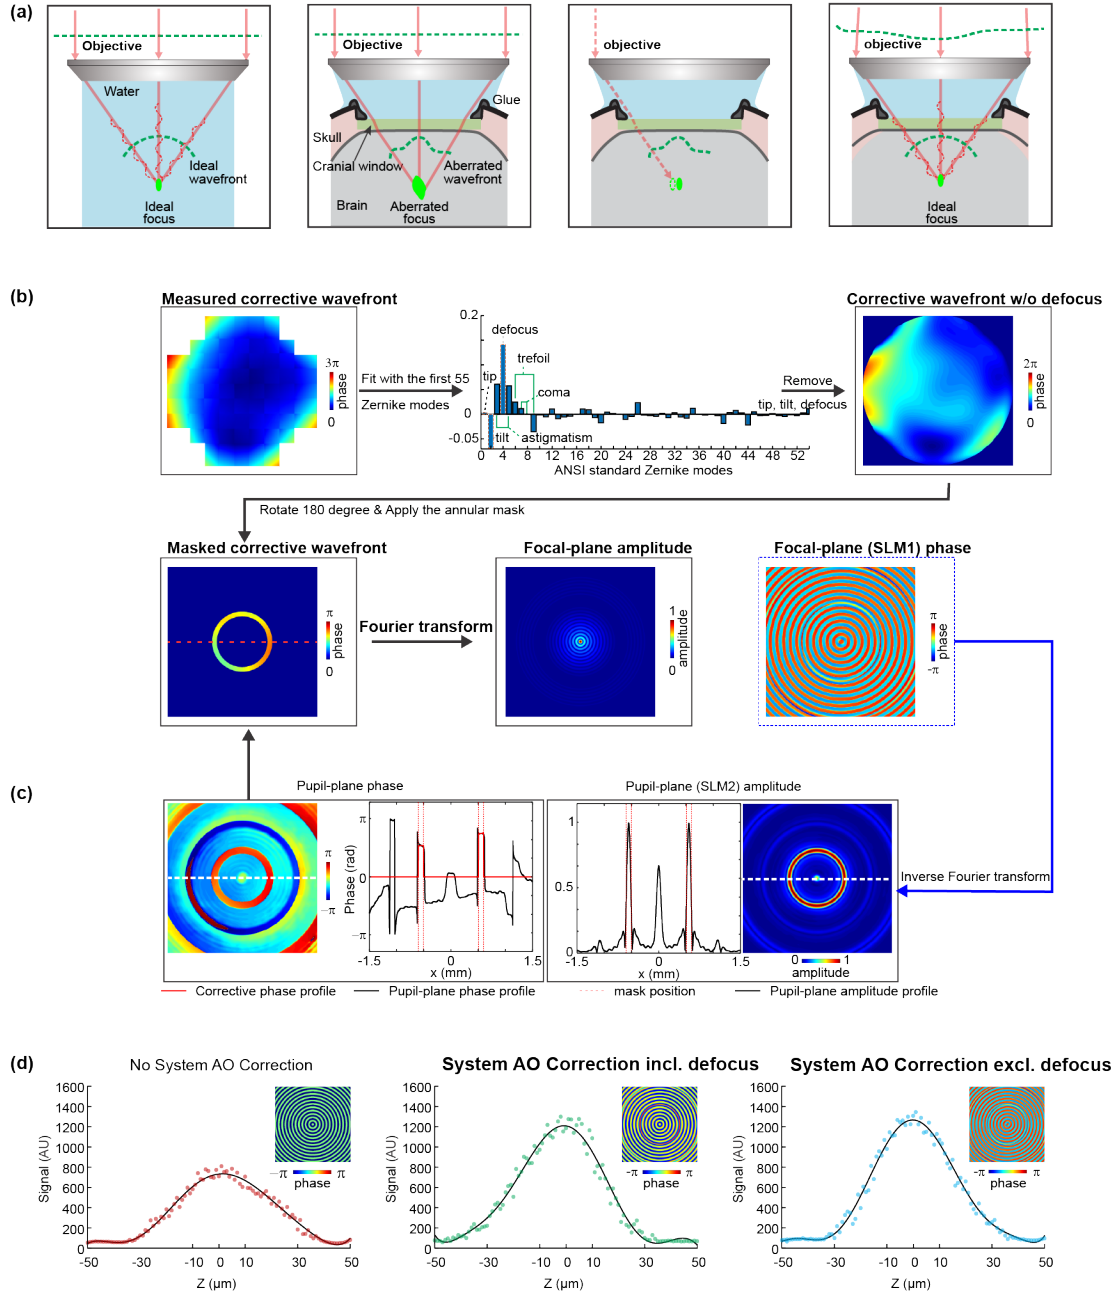 (a)
Objective
Water
Ideal
wavefront
Ideal
focus
Objective
Glue
Skull
Cranial window
Aberrated
wavefront
Brain
Aberrated
focus
objective
objective
Ideal
focus
(b)
Measured corrective wavefront
3π
phase
0
Fit with the first 55
Zernike modes
0.2
0
-0.05
defocus
tip
trefoil
coma
tilt
astigmatism
0 4 8 12 16 20 24 28 32 36 40 44 48 52
ANSI standard Zernike modes
Remove
tip, tilt, defocus
Corrective wavefront w/o defocus
2π
phase
0
Rotate 180 degree & Apply the annular mask
Masked corrective wavefront
π
phase
0
Fourier transform
Focal-plane amplitude
1
amplitude
0
Focal-plane (SLM1) phase
π
phase
-π
(c)
Pupil-plane phase
π
−π
Phase (rad)
π
0
−π
-1.5 0 1.5
x (mm)
Pupil-plane (SLM2) amplitude
1
0.5
0
-1.5 0 1.5
x (mm)
0 1
amplitude
Inverse Fourier transform
Corrective phase profile
Pupil-plane phase profile
mask position
Pupil-plane amplitude profile
(d)
No System AO Correction
Signal (AU)
1600
1400
1200
1000
800
600
400
200
0
-50 -30 -10 0 10 30 50
Z (μm)
−π π
phase
System AO Correction incl. defocus
Signal (AU)
1600
1400
1200
1000
800
600
400
200
0
-50 -30 -10 0 10 30 50
Z (μm)
-π π
phase
System AO Correction excl. defocus
Signal (AU)
1600
1400
1200
1000
800
600
400
200
0
-50 -30 -10 0 10 30 50
Z (μm)
-π π
phase